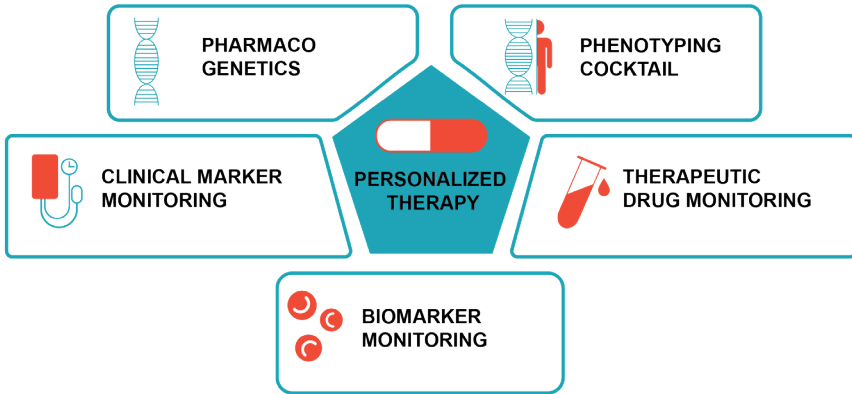 PHARMACO
GENETICS
PHENOTYPING
COCKTAIL
CLINICAL MARKER
MONITORING
PERSONALIZED
THERAPY
THERAPEUTIC
DRUG MONITORING
BIOMARKER
MONITORING